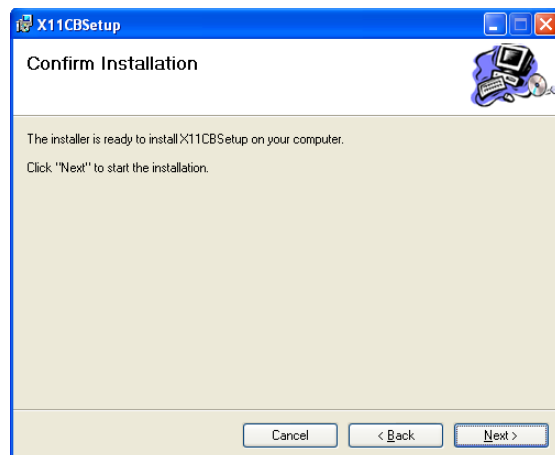 X11CBSetup
Confirm Installation
The installer is ready to install X11CBSetup on your computer.
Click "Next" to start the installation.
Cancel < Back Next >